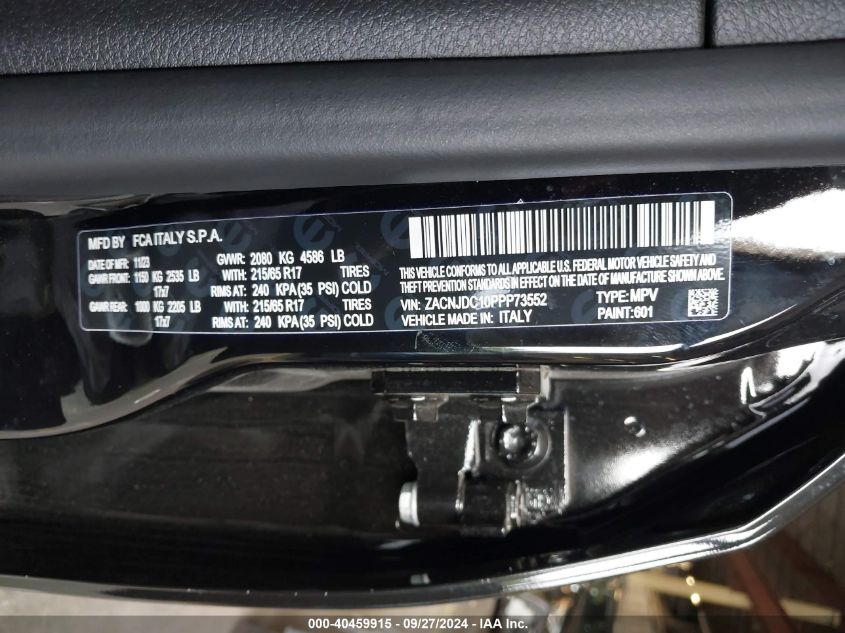 MFD BY FCA ITALY S.P.A.
DATE OF MFR: 11/23 GVWR: 2080 KG 4586 LB
GAWR FRONT: 1150 KG 2535 LB WITH: 215/65 R17 TIRES
17x7 RIMS AT: 240 KPA(35 PSI) COLD
GAWR REAR: 1000 KG 2205 LB WITH: 215/65 R17 TIRES
17x7 RIMS AT: 240 KPA(35 PSI) COLD
THIS VEHICLE CONFORMS TO ALL APPLICABLE U.S. FEDERAL MOTOR VEHICLE SAFETY AND
THEFT PREVENTION STANDARDS IN EFFECT ON THE DATE OF MANUFACTURE SHOWN ABOVE.
VIN: ZACNJDC10PPP73552 TYPE: MPV
VEHICLE MADE IN: ITALY PAINT:601
000-40459915 - 09/27/2024 - IAA Inc.